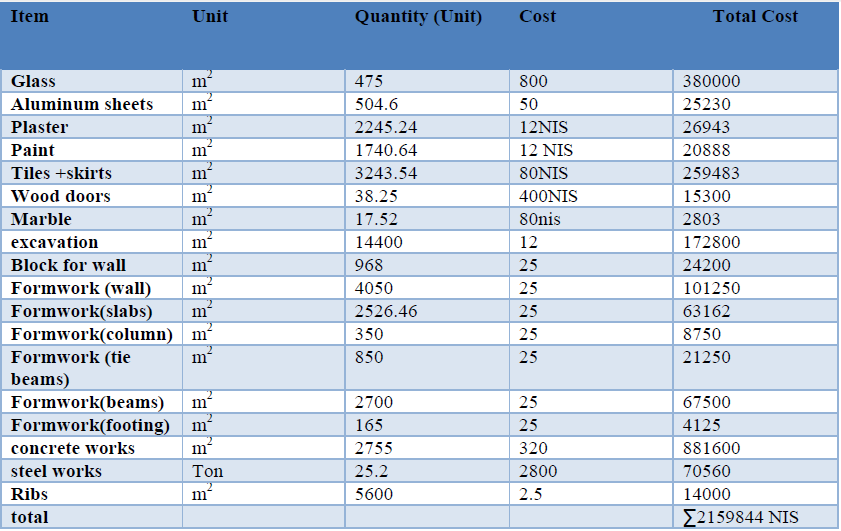 Item Unit Quantity (Unit) Cost Total Cost
Glass m² 475 800 380000
Aluminum sheets m² 504.6 50 25230
Plaster m² 2245.24 12NIS 26943
Paint m² 1740.64 12 NIS 20888
Tiles +skirts m² 3243.54 80NIS 259483
Wood doors m² 38.25 400NIS 15300
Marble m² 17.52 80nis 2803
excavation m² 14400 12 172800
Block for wall m² 968 25 24200
Formwork (wall) m² 4050 25 101250
Formwork(slabs) m² 2526.46 25 63162
Formwork(column) m² 350 25 8750
Formwork (tie m² 850 25 21250
beams)
Formwork(beams) m² 2700 25 67500
Formwork(footing) m² 165 25 4125
concrete works m² 2755 320 881600
steel works Ton 25.2 2800 70560
Ribs m² 5600 2.5 14000
total ∑2159844 NIS